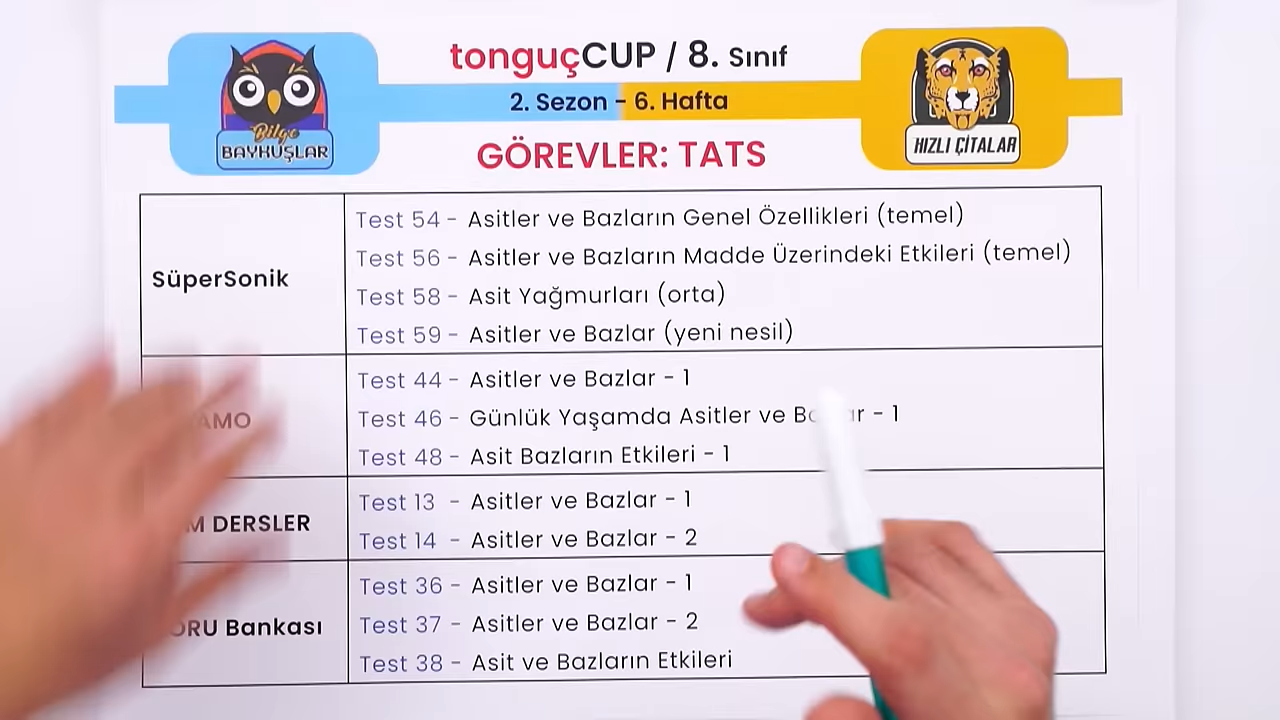 tonguçCUP / 8. Sınıf
2. Sezon - 6. Hafta
GÖREVLER: TATS
Bilge
BAYKUŞLAR
HIZLI ÇİTALAR
SüperSonik
Test 54 - Asitler ve Bazların Genel Özellikleri (temel)
Test 56 - Asitler ve Bazların Madde Üzerindeki Etkileri (temel)
Test 58 - Asit Yağmurları (orta)
Test 59 - Asitler ve Bazlar (yeni nesil)
Test 44 - Asitler ve Bazlar - 1
Test 46 - Günlük Yaşamda Asitler ve - 1
Test 48 - Asit Bazların Etkileri - 1
DERSLER
Test 13 - Asitler ve Bazlar - 1
Test 14 - Asitler ve Bazlar - 2
Bankası
Test 36 - Asitler ve Bazlar - 1
Test 37 - Asitler ve Bazlar - 2
Test 38 - Asit ve Bazların Etkileri